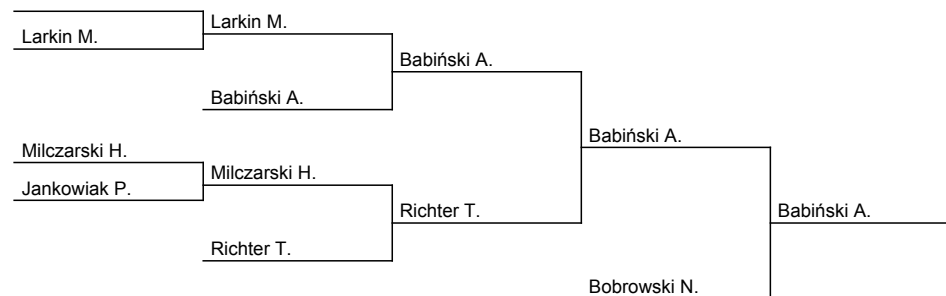 Larkin M.
Larkin M.
Babiński A.
Babiński A.
Milczarski H.
Jankowiak P.
Milczarski H.
Richter T.
Richter T.
Babiński A.
Babiński A.
Bobrowski N.